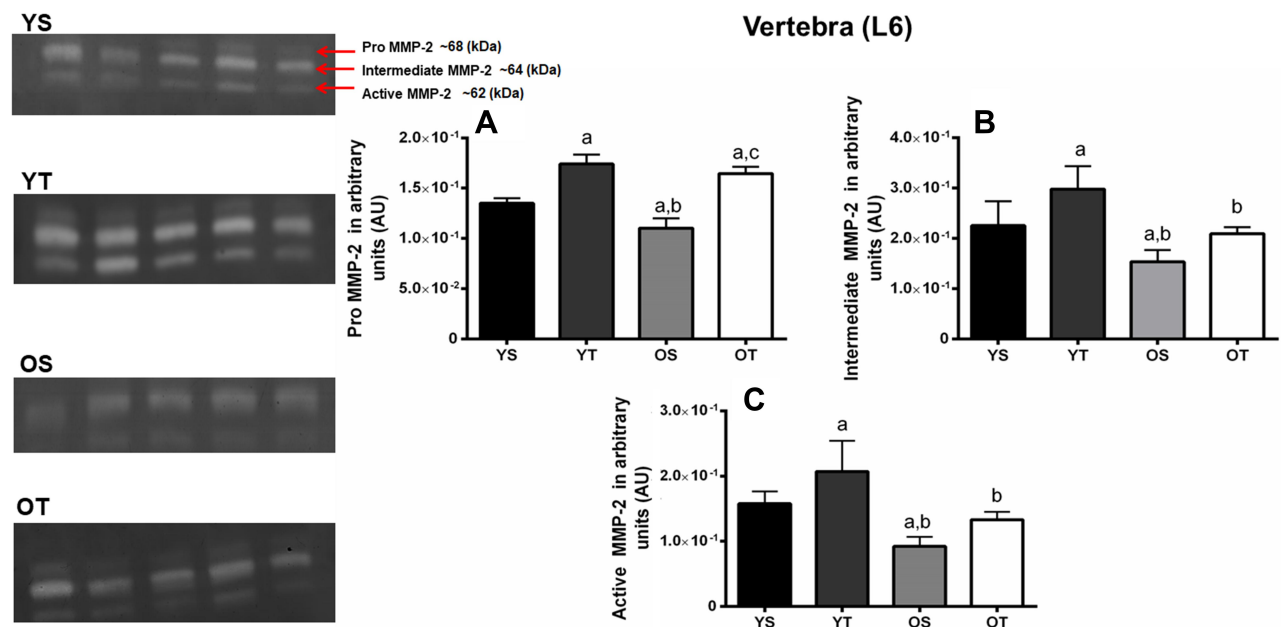 Vertebra (L6)
YS
Pro MMP-2 ~68 (kDa)
Intermediate MMP-2 ~64 (kDa)
Active MMP-2 ~62 (kDa)
YT
OS
OT
A
Pro MMP-2 in arbitrary
units (AU)
2.0×10⁻¹
1.5×10⁻¹
1.0×10⁻¹
5.0×10⁻²
0
a
a,b
a,c
YS YT OS OT
B
Intermediate MMP-2 in arbitrary
units (AU)
4.0×10⁻¹
3.0×10⁻¹
2.0×10⁻¹
1.0×10⁻¹
0
a
a,b
b
YS YT OS OT
C
Active MMP-2 in arbitrary
units (AU)
3.0×10⁻¹
2.0×10⁻¹
1.0×10⁻¹
0
a
a,b
b
YS YT OS OT